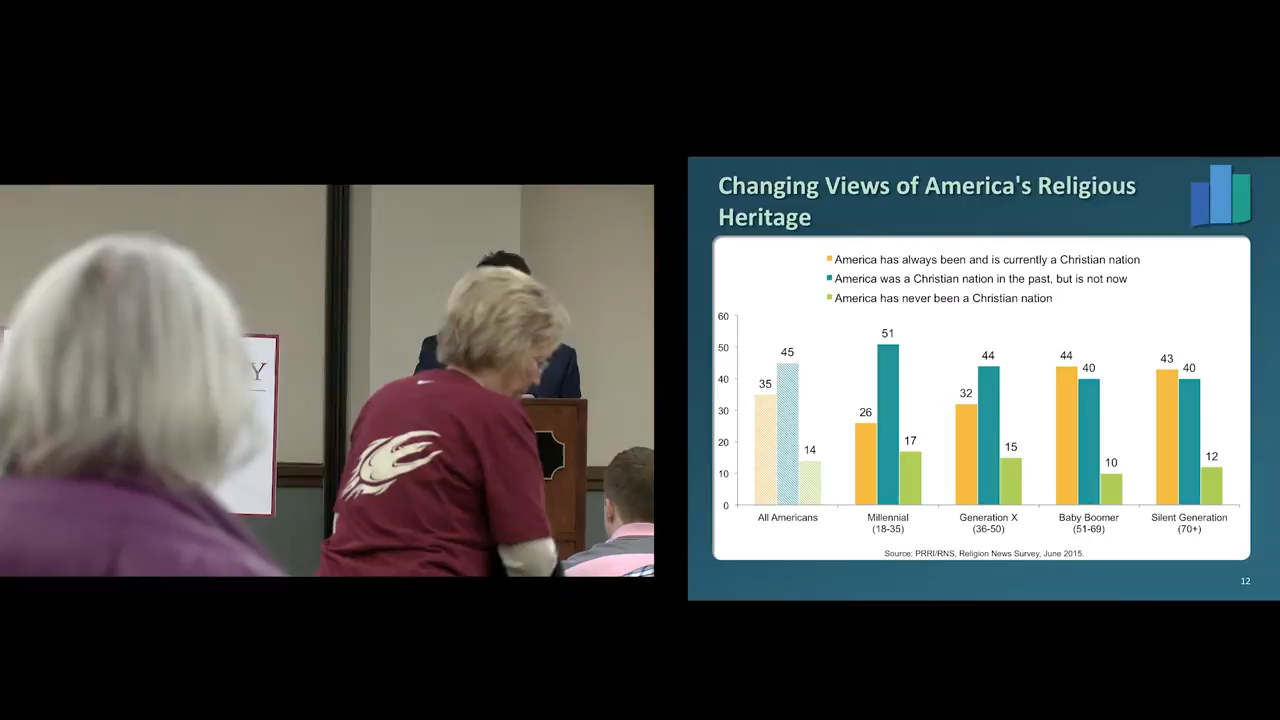 Y
Changing Views of America's Religious
Heritage
America has always been and is currently a Christian nation
America was a Christian nation in the past, but is not now
America has never been a Christian nation
60
50
40
30
20
10
0
35 45 14
26 51 17
32 44 15
44 40 10
43 40 12
All Americans Millennial Generation X Baby Boomer Silent Generation
(18-35) (36-50) (51-69) (70+)
Source: PRRI/RNS, Religion News Survey, June 2015.
12